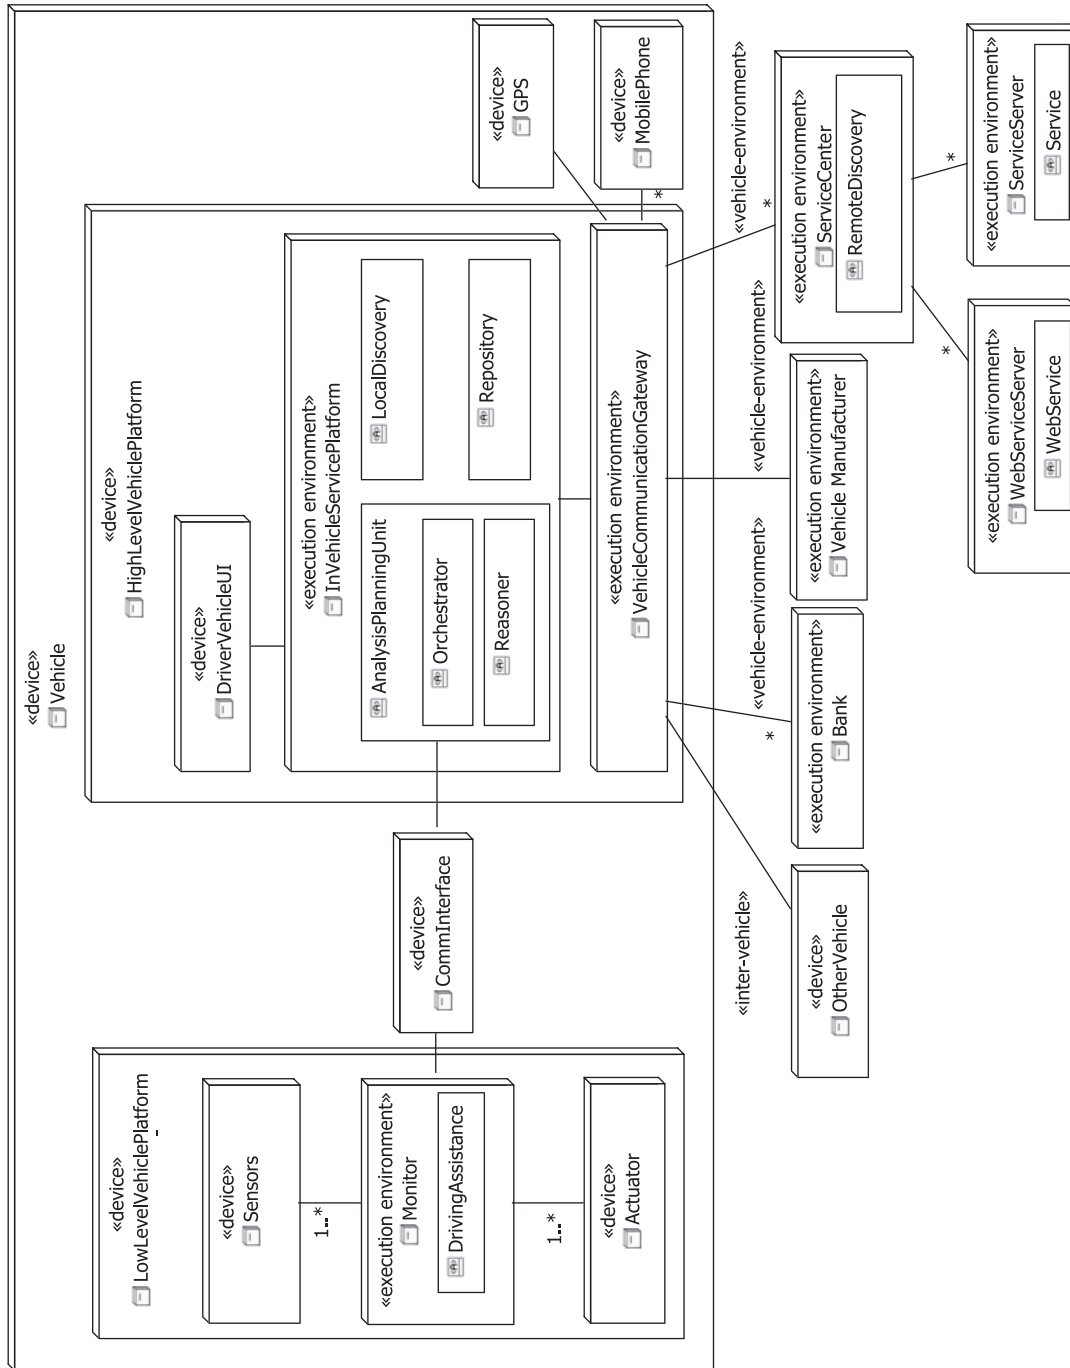 «device»
Vehicle
«device»
LowLevelVehiclePlatform
«device»
Sensors
1..*
«execution environment»
Monitor
DrivingAssistance
1..*
«device»
Actuator
«device»
CommInterface
«device»
HighLevelVehiclePlatform
«device»
DriverVehicleUI
«execution environment»
InVehicleServicePlatform
AnalysisPlanningUnit
Orchestrator
Reasoner
LocalDiscovery
Repository
«execution environment»
VehicleCommunicationGateway
«device»
GPS
«device»
MobilePhone
*
«inter-vehicle»
«device»
OtherVehicle
«vehicle-environment»
*
«execution environment»
Bank
«vehicle-environment»
«execution environment»
Vehicle Manufacturer
«vehicle-environment»
*
«execution environment»
ServiceCenter
RemoteDiscovery
*
*
«execution environment»
WebServiceServer
WebService
«execution environment»
ServiceServer
Service